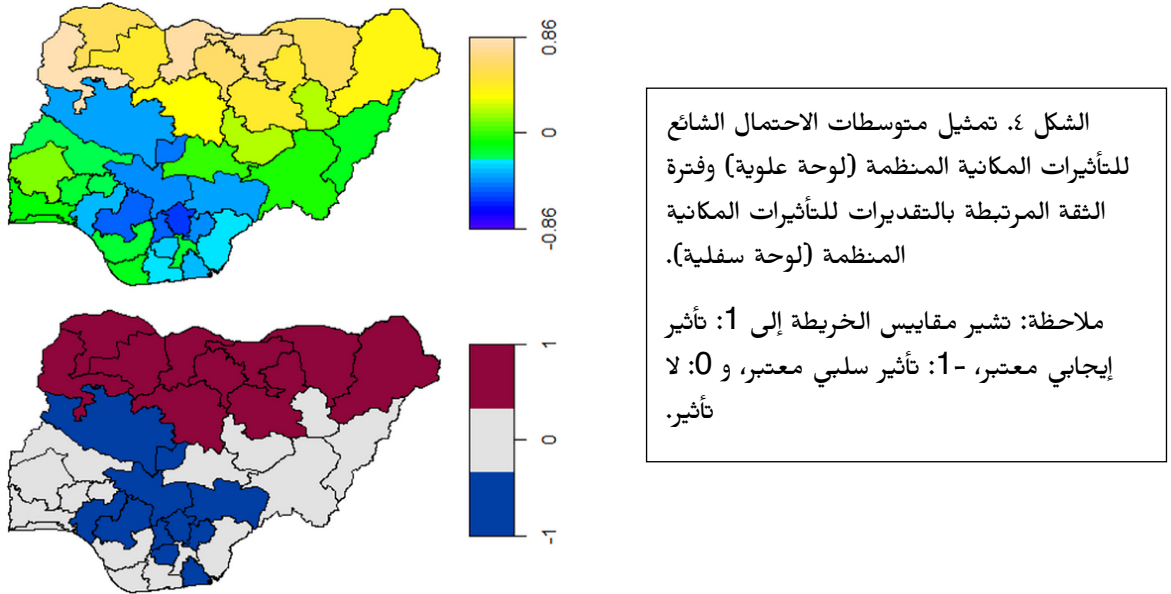 0.86
0
-0.86
1
0
-1
الشكل ٤. تمثيل متوسطات الاحتمال الشائع
للتأثيرات المكانية المنظمة (لوحة علوية) وفترة
الثقة المرتبطة بالتقديرات للتأثيرات المكانية
المنظمة (لوحة سفلية).
ملاحظة: تشير مقاييس الخريطة إلى 1: تأثير
إيجابي معتبر، -1: تأثير سلبي معتبر، و 0: لا
تأثير.